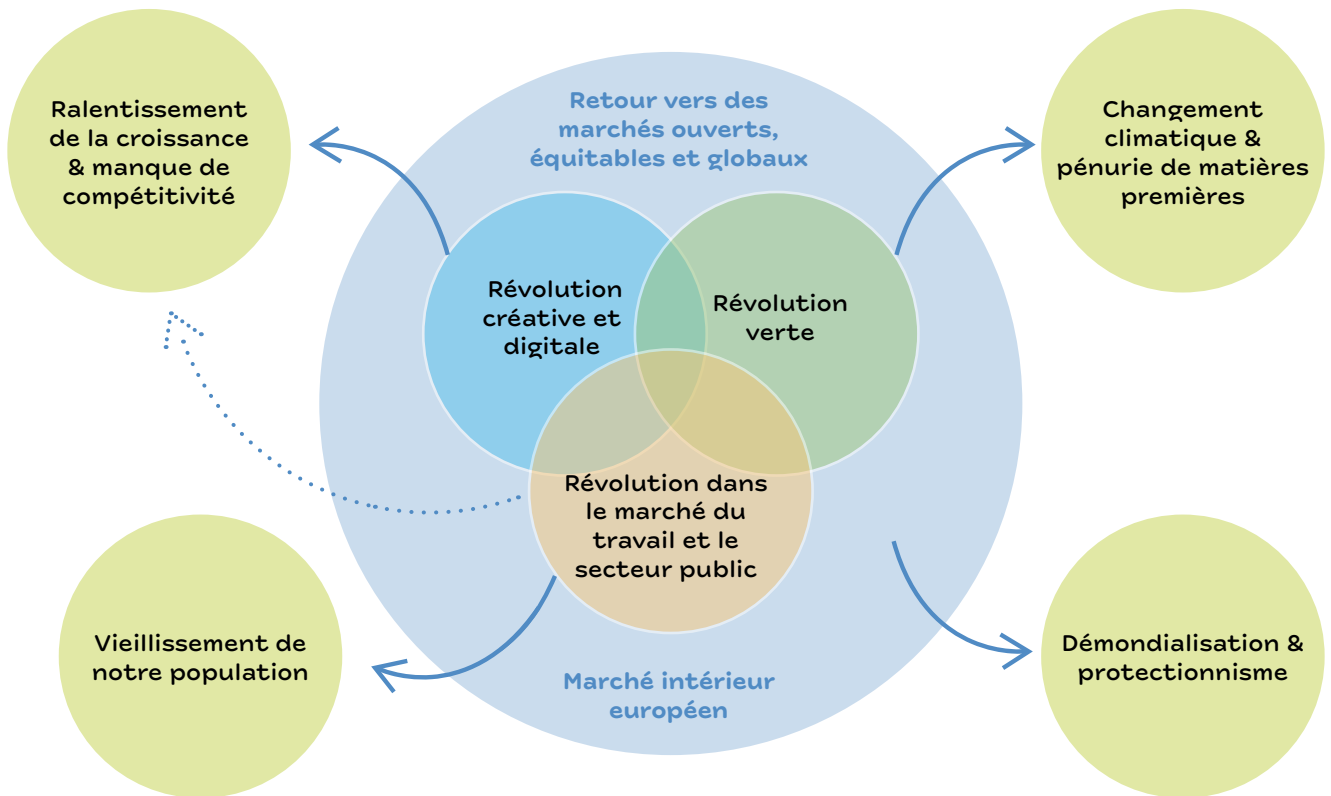 Ralentissement
de la croissance
& manque de
compétitivité
Retour vers des
marchés ouverts,
équitables et globaux
Changement
climatique &
pénurie de matières
premières
Révolution
créative et
digitale
Révolution
verte
Révolution dans
le marché du
travail et le
secteur public
Vieillissement de
notre population
Marché intérieur
européen
Démondialisation &
protectionnisme